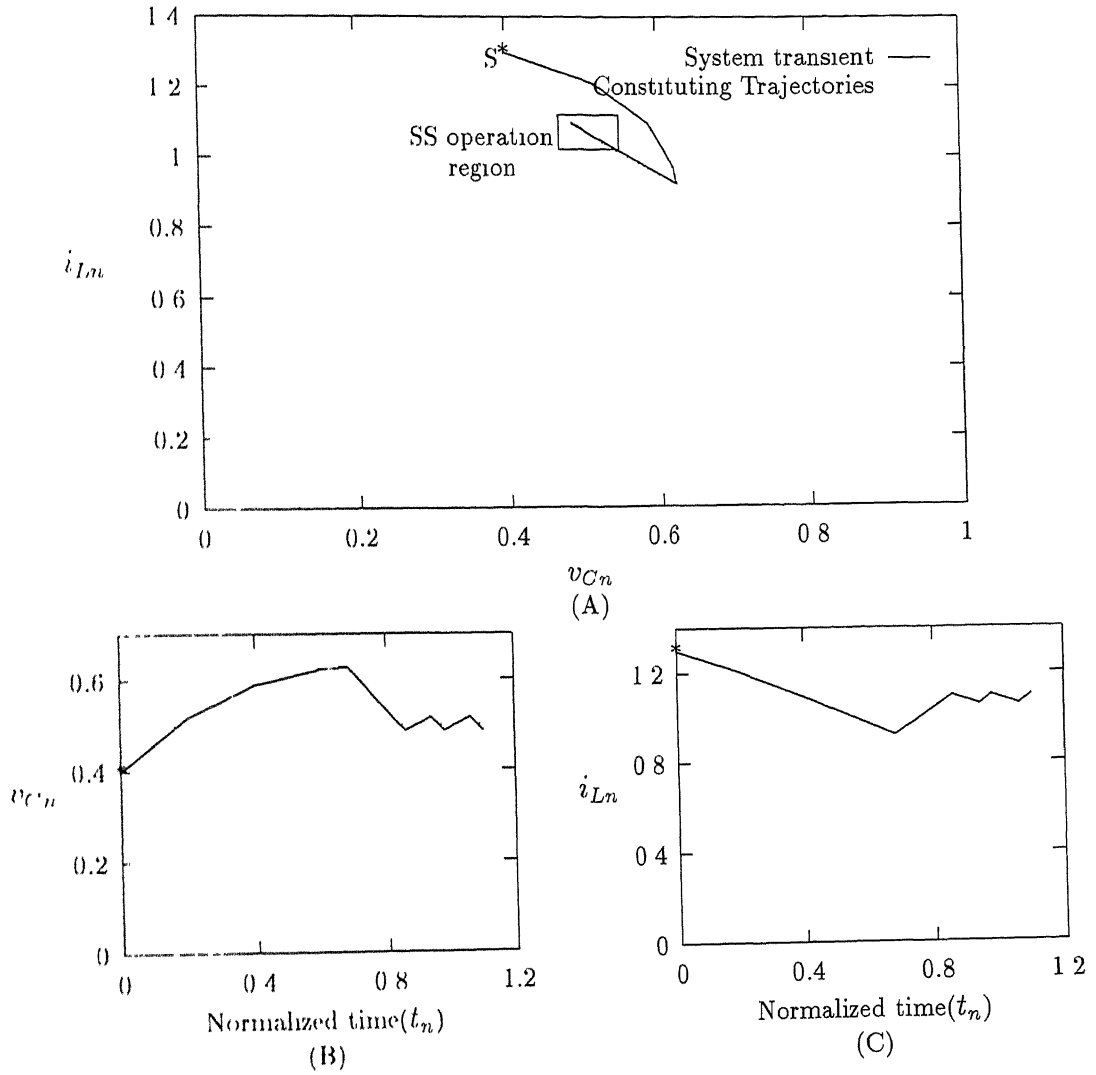 1 4
S*
System transient
1 2
Constituting Trajectories
SS operation
region
1
0.8
i_Ln
0 6
0 4
0.2
0
0
0.2
0.4
0.6
0 8
1
v_Cn
(A)
0.6
0.4
v_Cn
0.2
0
0
0 4
0 8
1.2
Normalized time(t_n)
(B)
*
1 2
0 8
i_Ln
0 4
0
0
0.4
0.8
1 2
Normalized time(t_n)
(C)